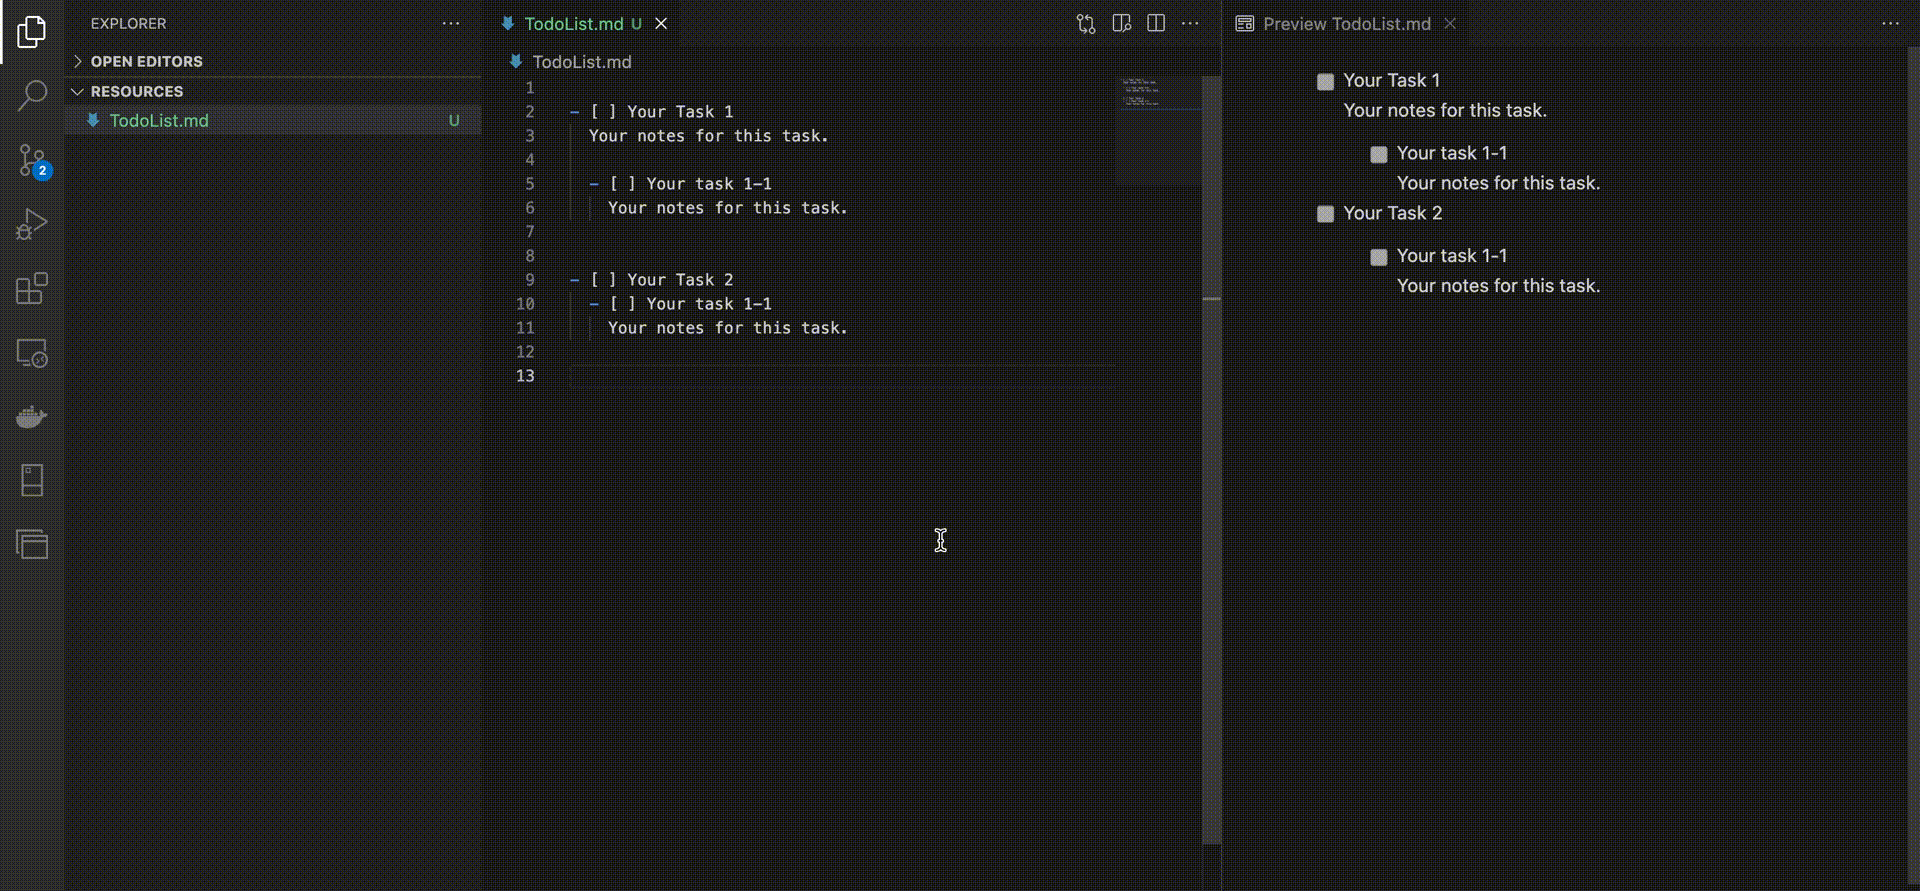 EXPLORER
OPEN EDITORS
RESOURCES
TodoList.md U
2
TodoList.md U
TodoList.md
1
2 - [ ] Your Task 1
3 Your notes for this task.
4
5 - [ ] Your task 1-1
6 Your notes for this task.
7
8
9 - [ ] Your Task 2
10 - [ ] Your task 1-1
11 Your notes for this task.
12
13
Preview TodoList.md
Your Task 1
Your notes for this task.
Your task 1-1
Your notes for this task.
Your Task 2
Your task 1-1
Your notes for this task.